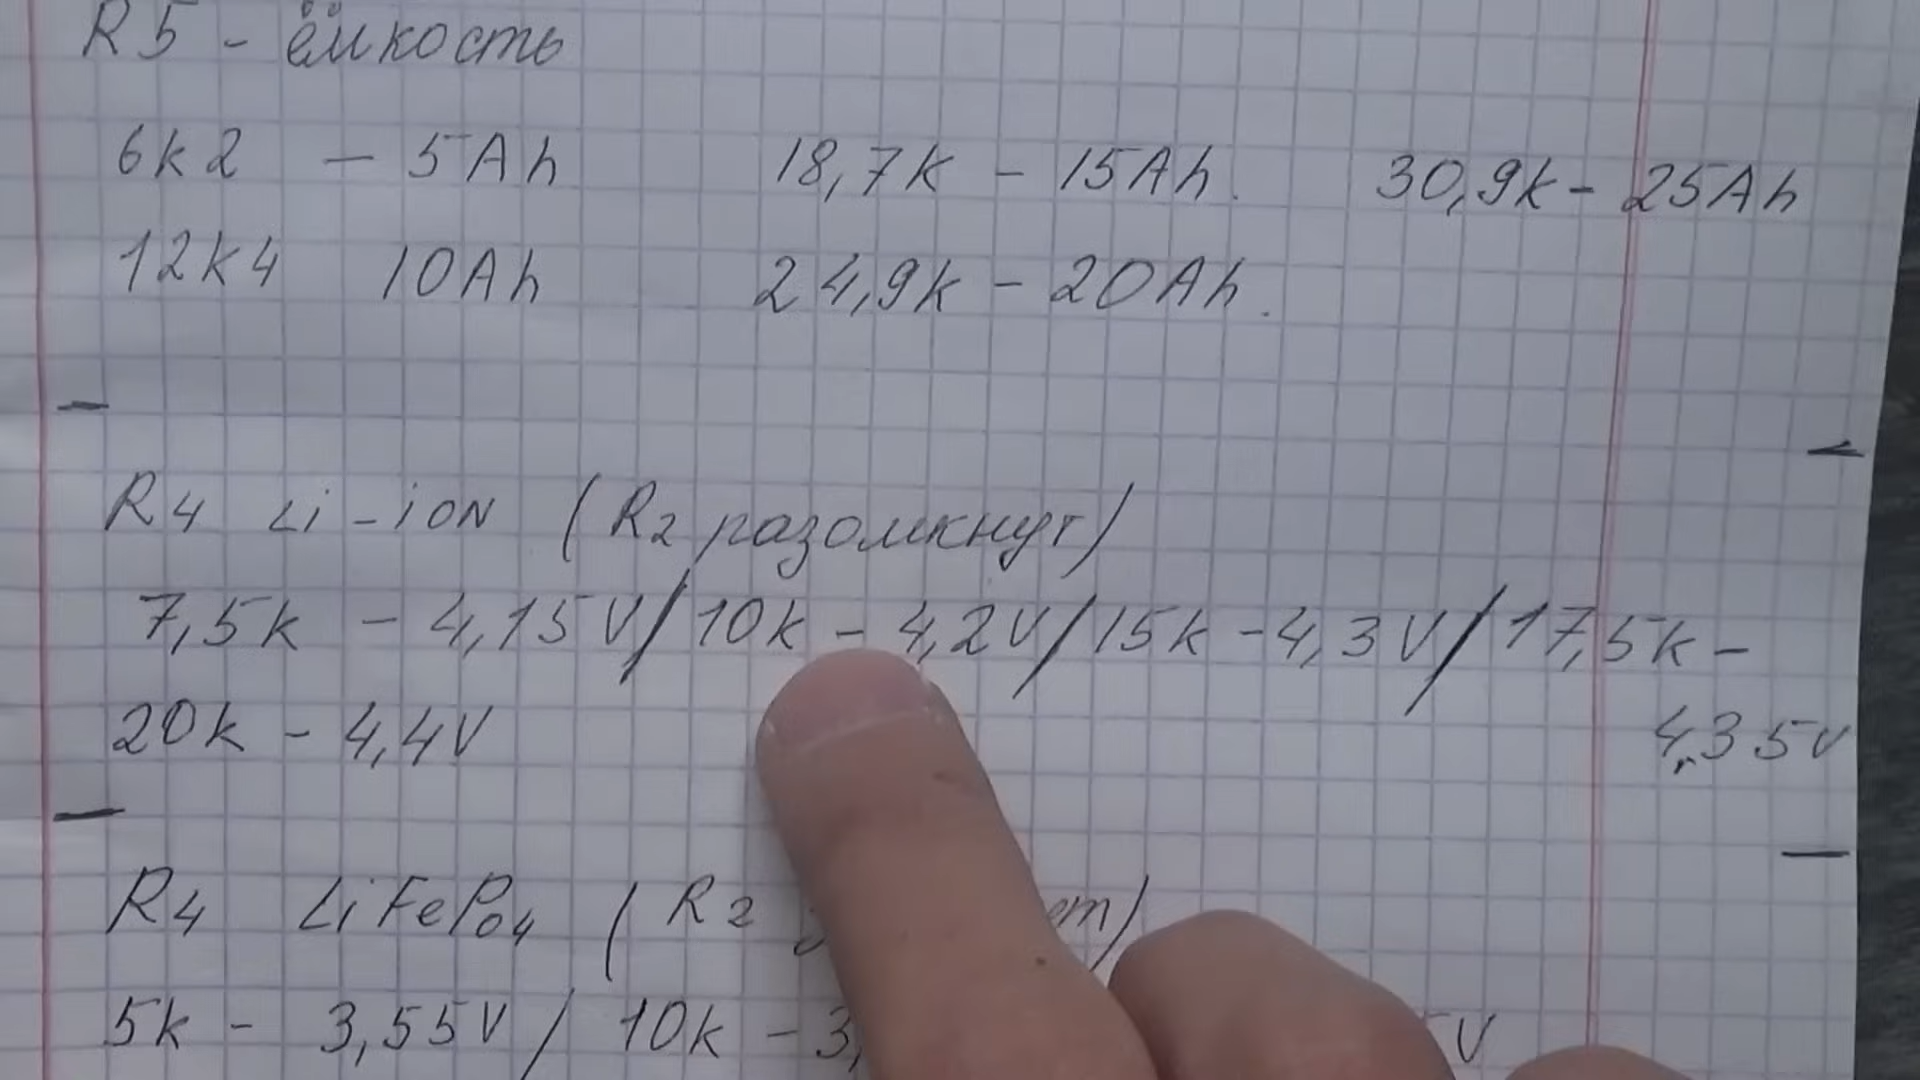 R5 - ёмкость
6k2 - 5Ah 18,7k - 15Ah. 30,9k - 25Ah
12k4 10Ah 24,9k - 20Ah.
R4 Li-ion (R2 разомкнут)
7,5k - 4,15V/10k - 4,2V/15k - 4,3V/17,5k -
4,35V
20k - 4,4V
R4 LiFePo4 (R2
5k - 3,55V/ 10k - 3,
V